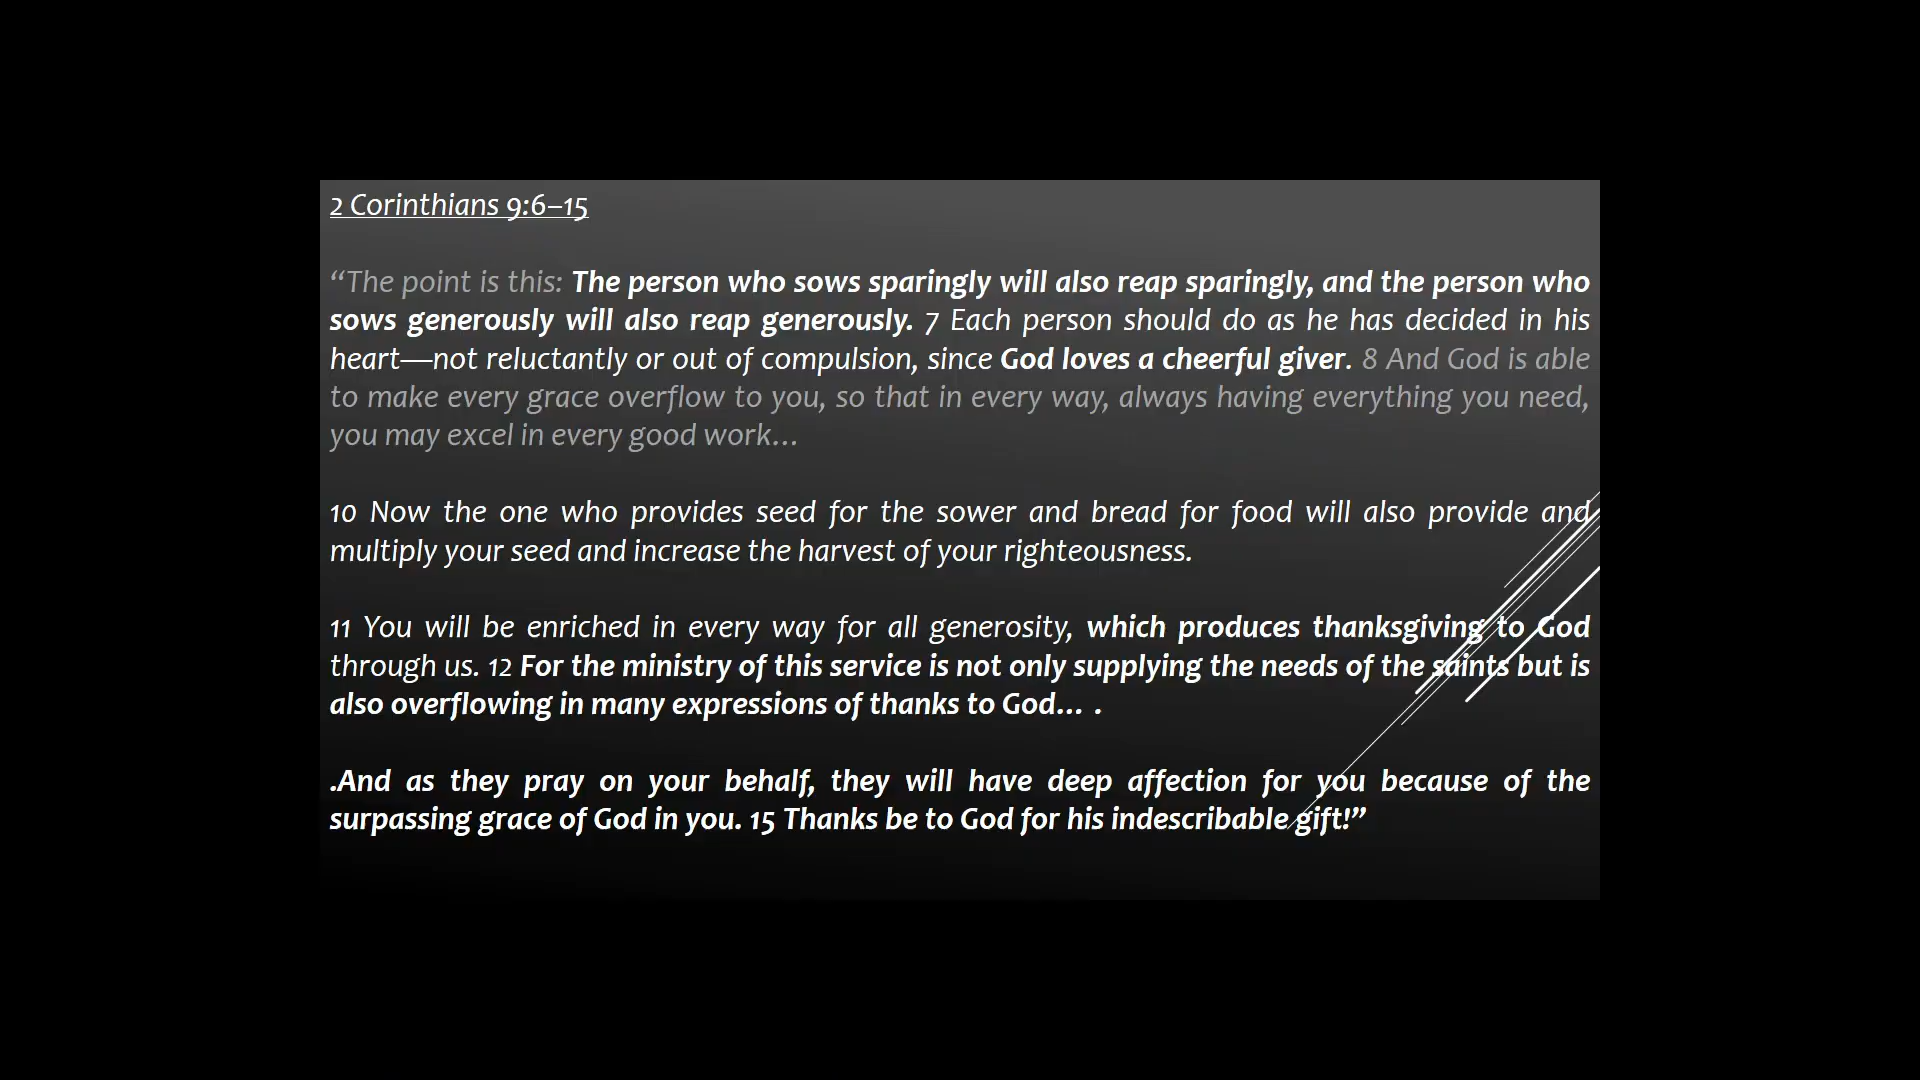 2 Corinthians 9:6–15
“The point is this: The person who sows sparingly will also reap sparingly, and the person who
sows generously will also reap generously. 7 Each person should do as he has decided in his
heart—not reluctantly or out of compulsion, since God loves a cheerful giver. 8 And God is able
to make every grace overflow to you, so that in every way, always having everything you need,
you may excel in every good work…
10 Now the one who provides seed for the sower and bread for food will also provide and
multiply your seed and increase the harvest of your righteousness.
11 You will be enriched in every way for all generosity, which produces thanksgiving to God
through us. 12 For the ministry of this service is not only supplying the needs of the saints but is
also overflowing in many expressions of thanks to God… .
.And as they pray on your behalf, they will have deep affection for you because of the
surpassing grace of God in you. 15 Thanks be to God for his indescribable gift!”